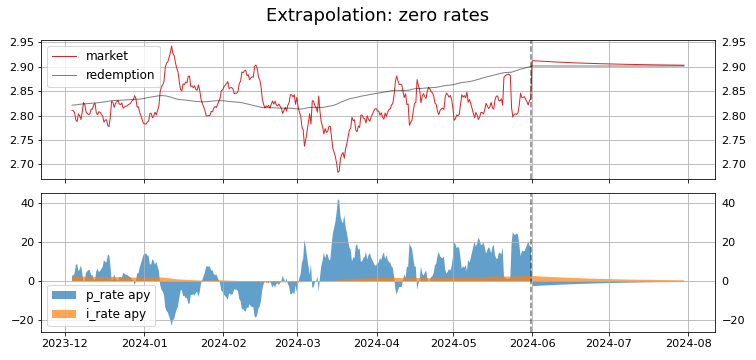 Extrapolation: zero rates
2.95 2.95
2.90 2.90
2.85 2.85
2.80 2.80
2.75 2.75
2.70 2.70
market
redemption
40 40
20 20
0 0
−20 −20
p_rate apy
i_rate apy
2023-12 2024-01 2024-02 2024-03 2024-04 2024-05 2024-06 2024-07 2024-08